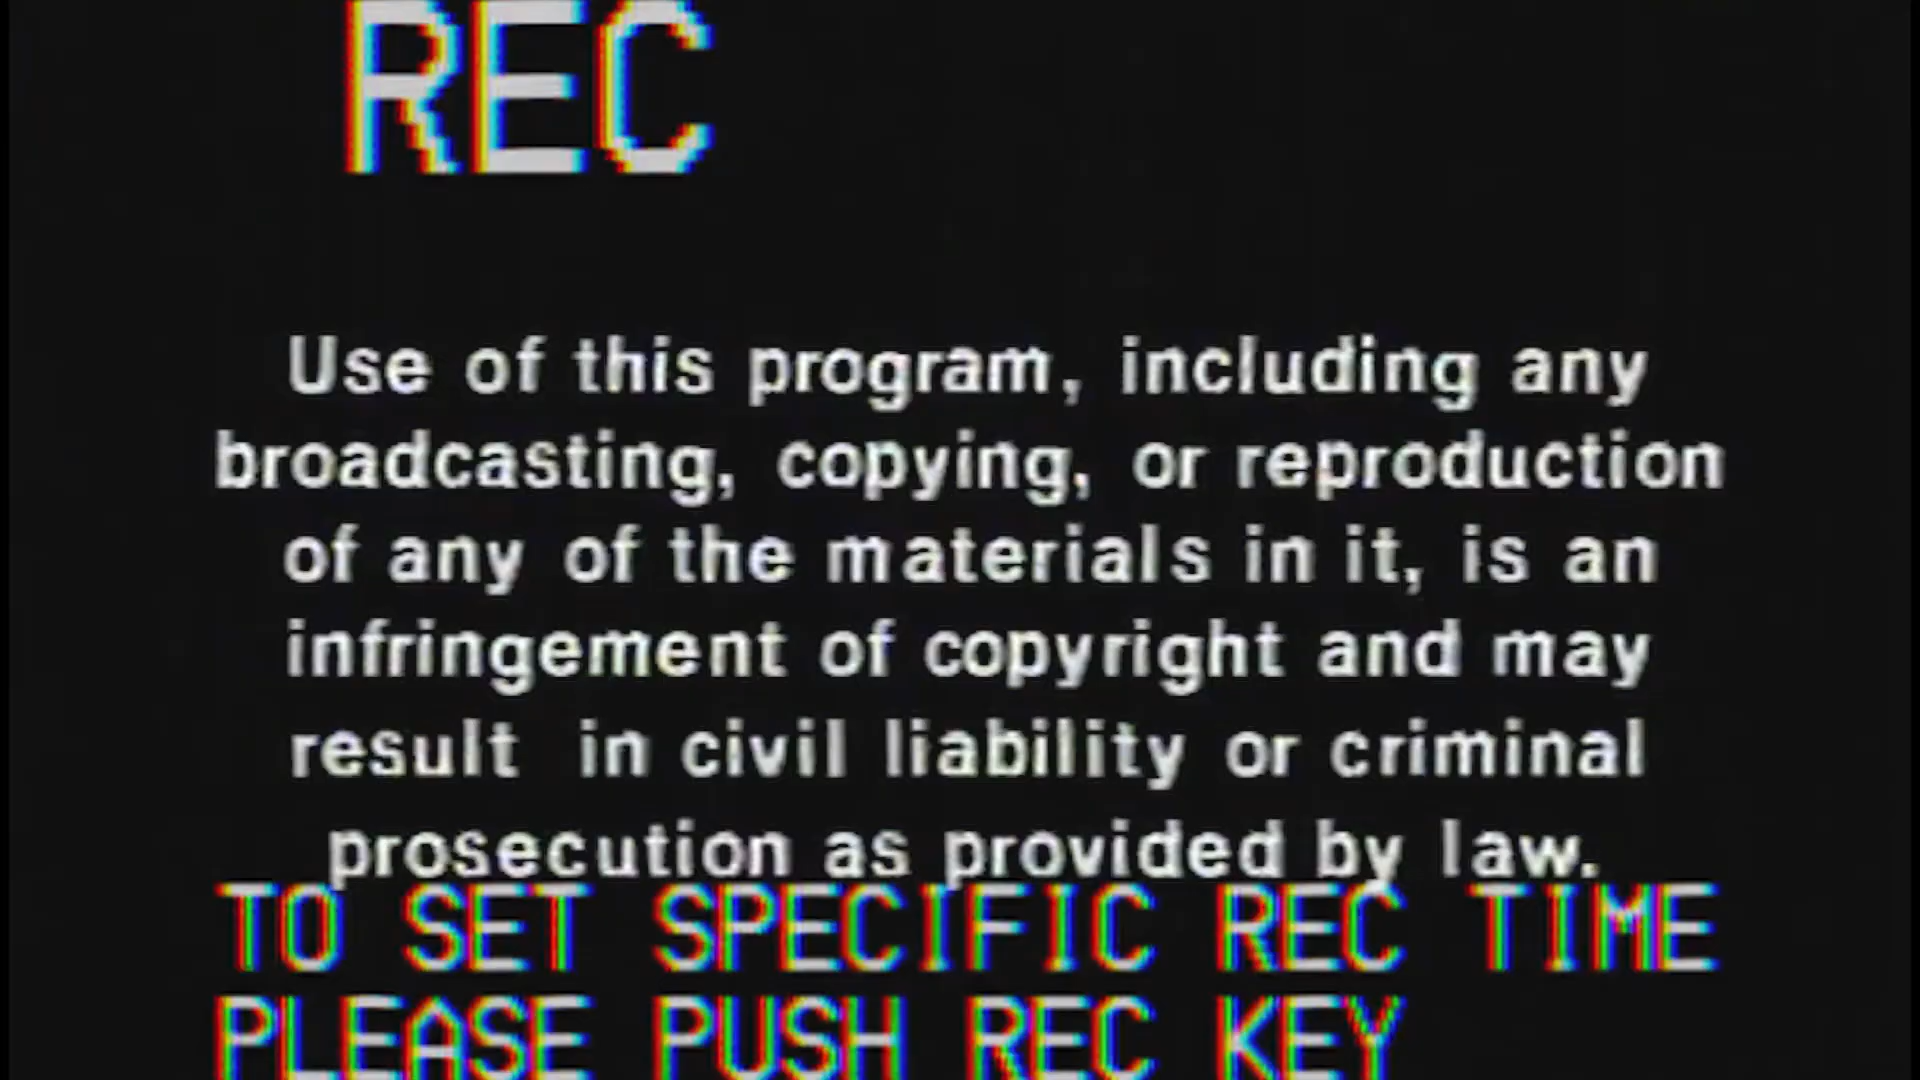 REC
Use of this program, including any
broadcasting, copying, or reproduction
of any of the materials in it, is an
infringement of copyright and may
result in civil liability or criminal
prosecution as provided by law.
TO SET SPECIFIC REC TIME
PLEASE PUSH REC KEY